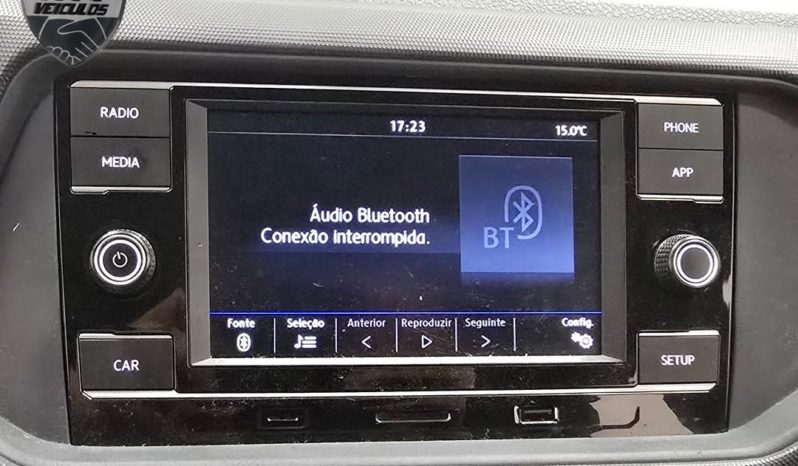 VEICULOS
RADIO
MEDIA
CAR
PHONE
APP
SETUP
17:23
15.0°C
Áudio Bluetooth
Conexão interrompida.
BT
Fonte
Seleção
Anterior
Reproduzir
Seguinte
Config.